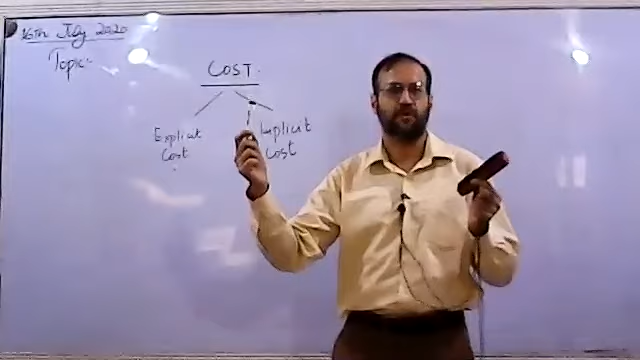 16th July 2020
Topic:-
COST.
Explicit
Cost
Implicit
Cost